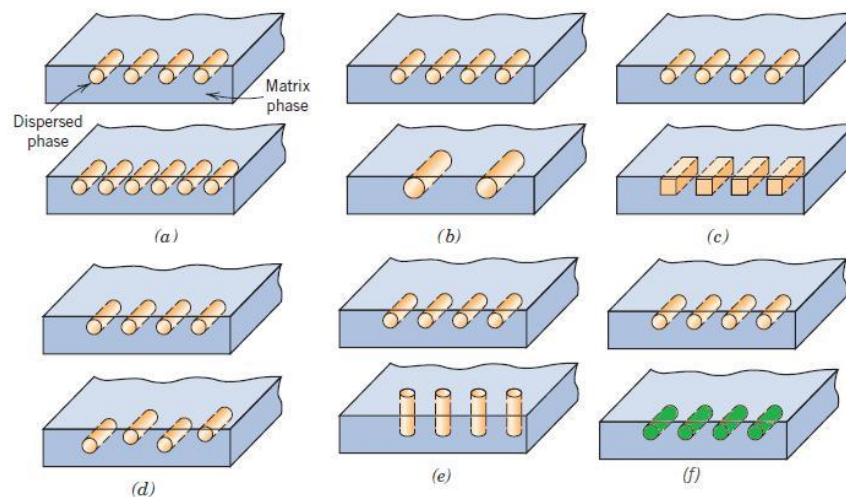 Matrix
phase
Dispersed
phase
(a)
(b)
(c)
(d)
(e)
(f)